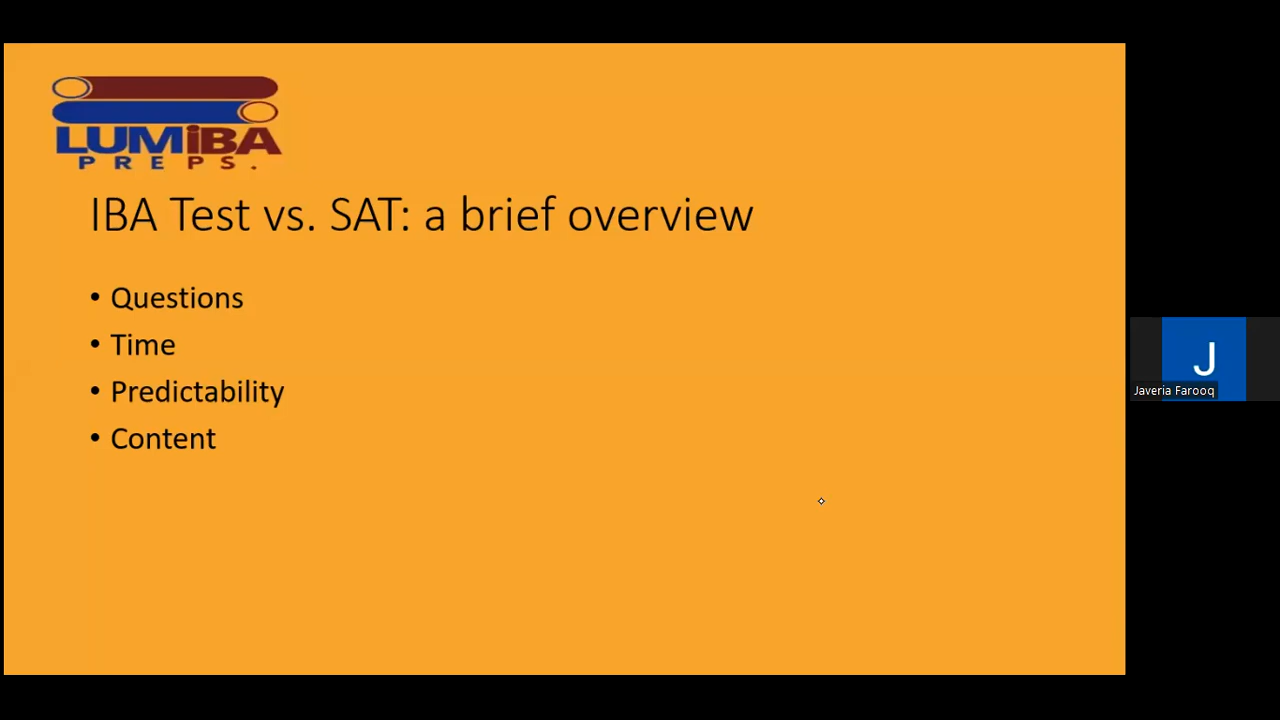 LUMiBA
PREPS.
IBA Test vs. SAT: a brief overview
• Questions
• Time
• Predictability
• Content
J
Javeria Farooq